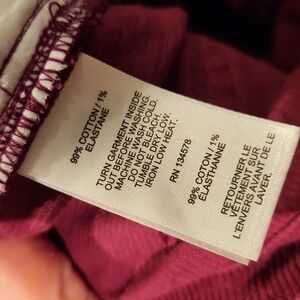 99% COTTON / 1%
ELASTANE
TURN GARMENT INSIDE
OUT BEFORE WASHING.
MACHINE WASH COLD.
DO NOT BLEACH.
TUMBLE DRY LOW.
IRON LOW HEAT.
RN 134578
99% COTON / 1%
ELASTHANNE
RETOURNER LE
VÊTEMENT SUR
L'ENVERS AVANT DE LE
LAVER.